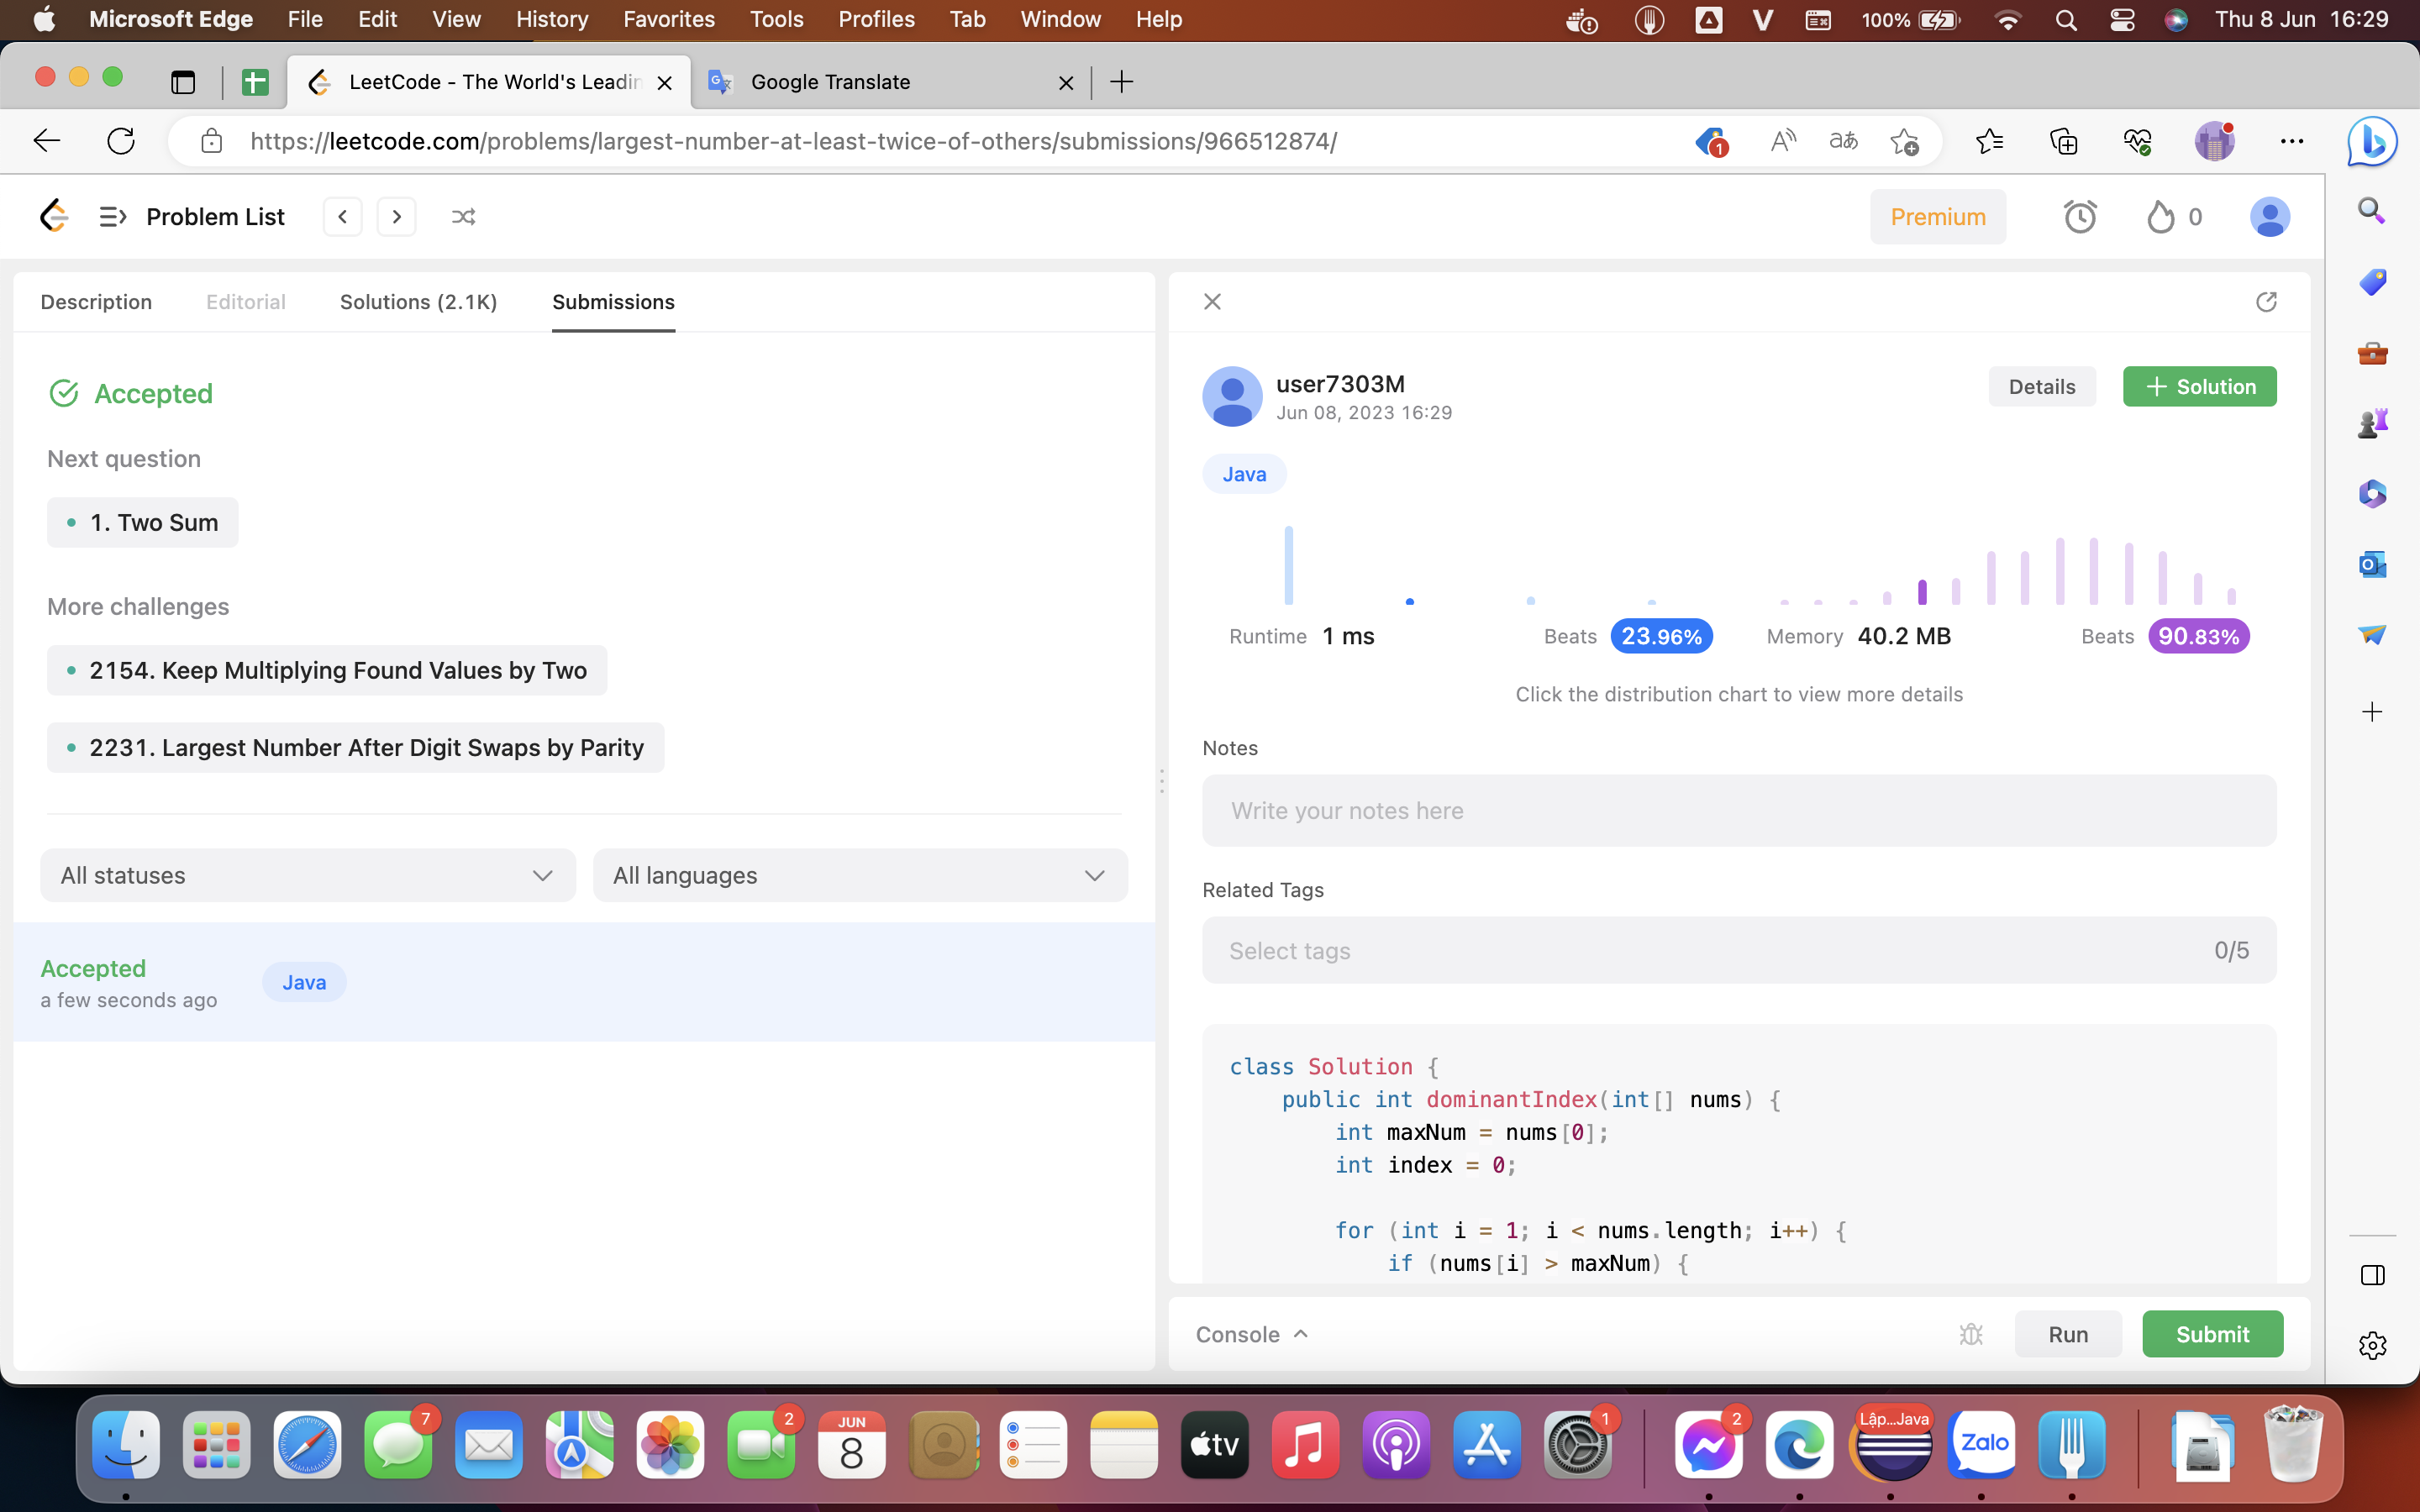 Microsoft Edge File Edit View History Favorites Tools Profiles Tab Window Help 100% Thu 8 Jun 16:29
LeetCode - The World's Leadin Google Translate
https://leetcode.com/problems/largest-number-at-least-twice-of-others/submissions/966512874/ 1
Problem List Premium 0
Description Editorial Solutions (2.1K) Submissions
Accepted
Next question
1. Two Sum
More challenges
2154. Keep Multiplying Found Values by Two
2231. Largest Number After Digit Swaps by Parity
All statuses All languages
Accepted
a few seconds ago
Java
user7303M
Jun 08, 2023 16:29
Details
Solution
Java
Runtime 1 ms Beats 23.96% Memory 40.2 MB Beats 90.83%
Click the distribution chart to view more details
Notes
Write your notes here
Related Tags
Select tags 0/5
class Solution {
public int dominantIndex(int[] nums) {
int maxNum = nums[0];
int index = 0;
for (int i = 1; i < nums.length; i++) {
if (nums[i] > maxNum) {
Console Run Submit
7 2 JUN 8 tv 1 2 Lập...Java Zalo